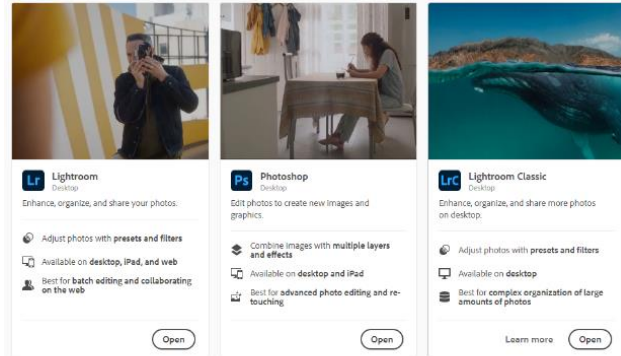 Lr
Lightroom
Desktop
Enhance, organize, and share your photos.
Adjust photos with presets and filters
Available on desktop, iPad, and web
Best for batch editing and collaborating
on the web
Open
Ps
Photoshop
Desktop
Edit photos to create new images and
graphics.
Combine images with multiple layers
and effects
Available on desktop and iPad
Best for advanced photo editing and re-
touching
Open
LrC
Lightroom Classic
Desktop
Enhance, organize, and share more photos
on desktop.
Adjust photos with presets and filters
Available on desktop
Best for complex organization of large
amounts of photos
Learn more
Open